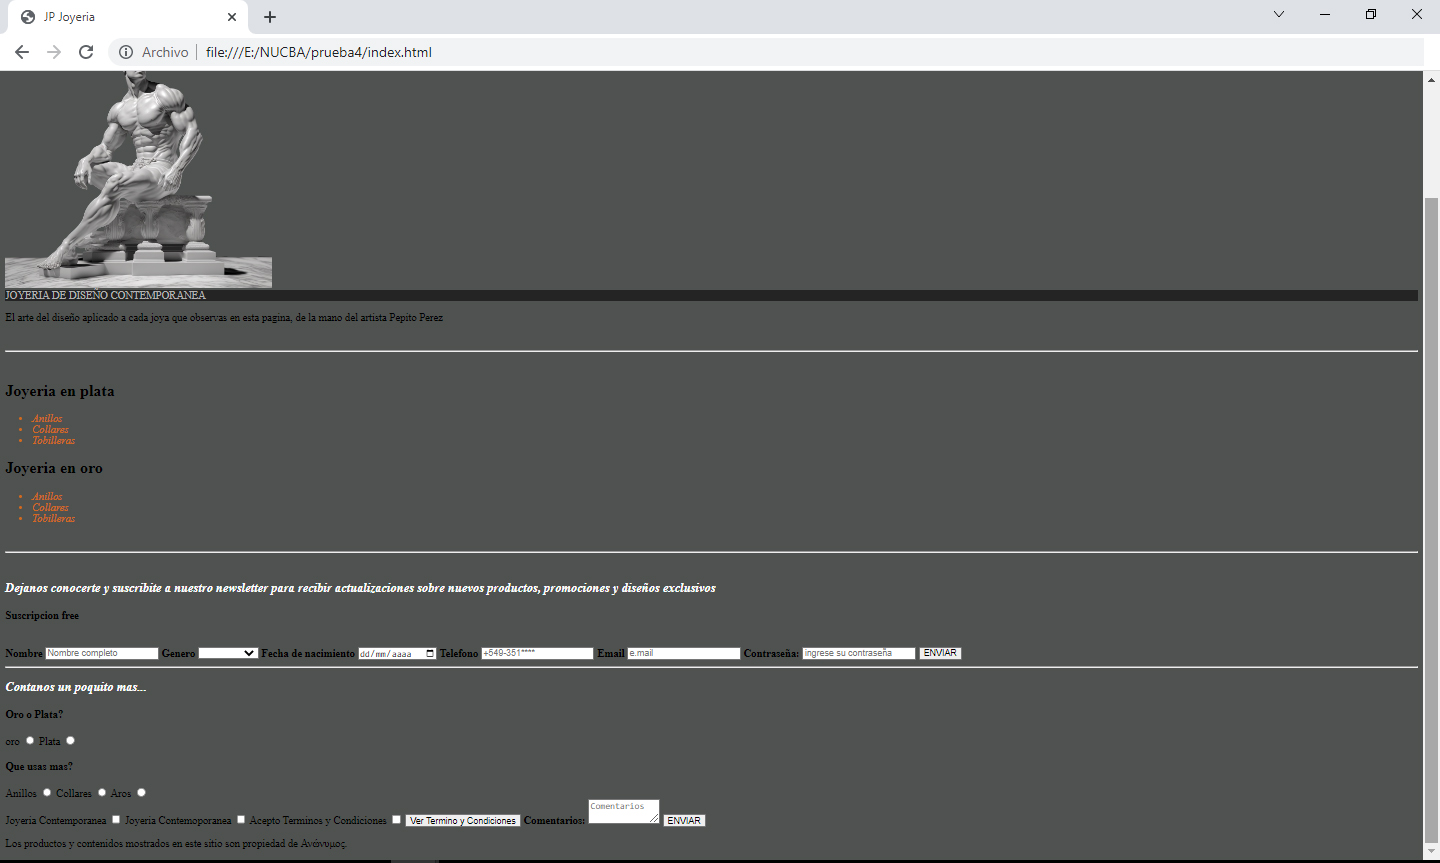 JP Joyeria
Archivo file:///E:/NUCBA/prueba4/index.html
JOYERIA DE DISEÑO CONTEMPORANEA
El arte del diseño aplicado a cada joya que observas en esta pagina, de la mano del artista Pepito Perez
Joyeria en plata
Anillos
Collares
Tobilleras
Joyeria en oro
Anillos
Collares
Tobilleras
Dejanos conocerte y suscribite a nuestro newsletter para recibir actualizaciones sobre nuevos productos, promociones y diseños exclusivos
Suscripcion free
Nombre Nombre completo Genero Fecha de nacimiento dd/mm/aaaa Telefono +549-351**** Email e.mail Contraseña: ingrese su contraseña ENVIAR
Contanos un poquito mas...
Oro o Plata?
oro Plata
Que usas mas?
Anillos Collares Aros
Joyeria Contemporanea Joyeria Contemoporanea Acepto Terminos y Condiciones Ver Termino y Condiciones Comentarios: Comentarios ENVIAR
Los productos y contenidos mostrados en este sitio son propiedad de Ανώνυμος.